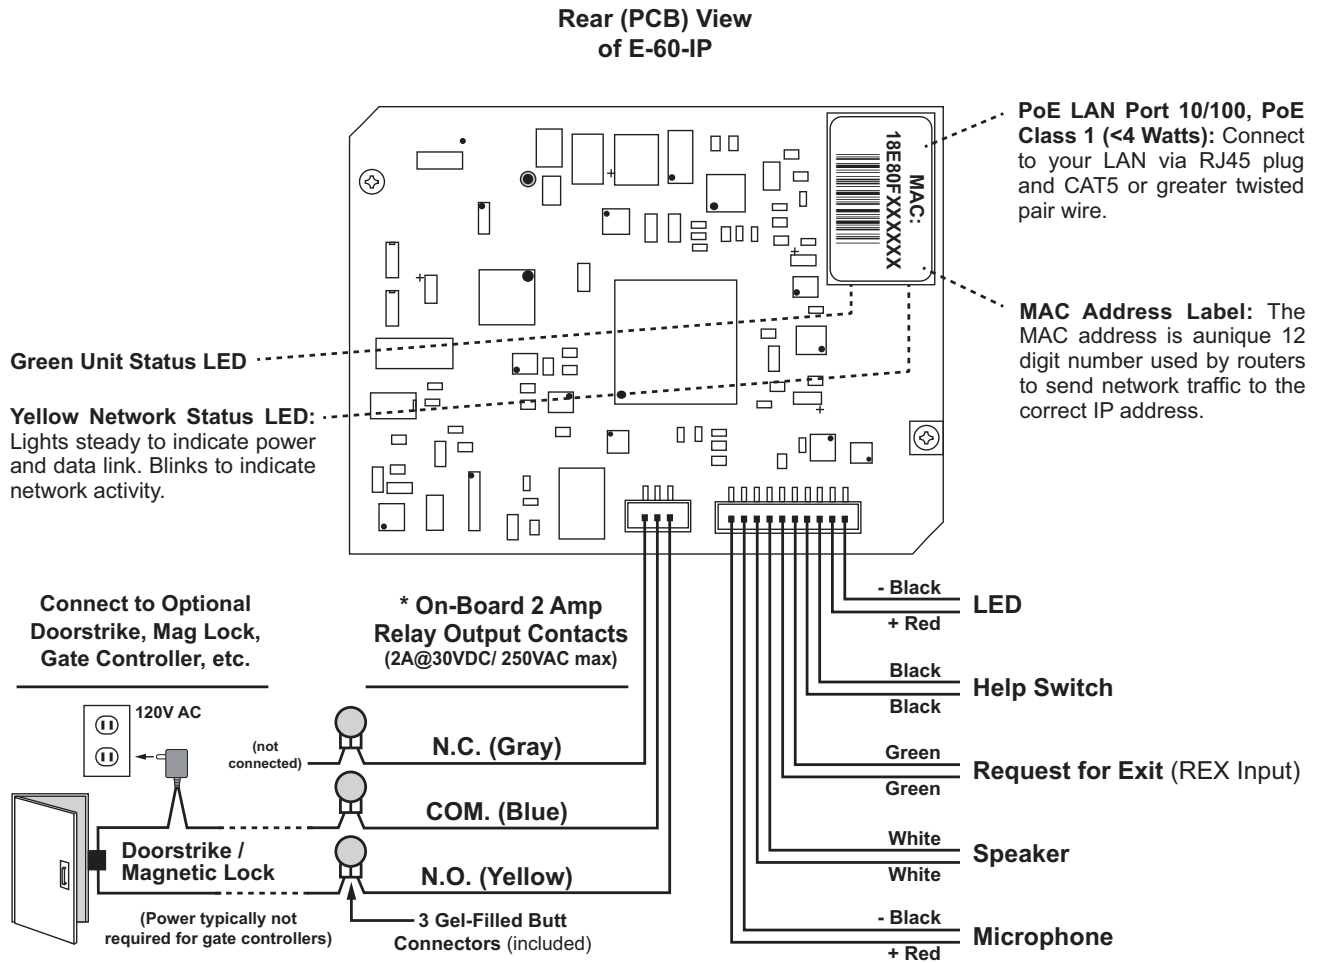 Rear (PCB) View
of E-60-IP
PoE LAN Port 10/100, PoE
Class 1 (<4 Watts): Connect
to your LAN via RJ45 plug
and CAT5 or greater twisted
pair wire.
MAC:
18E80FXXXXXX
MAC Address Label: The
MAC address is aunique 12
digit number used by routers
to send network traffic to the
correct IP address.
Green Unit Status LED
Yellow Network Status LED:
Lights steady to indicate power
and data link. Blinks to indicate
network activity.
Connect to Optional
Doorstrike, Mag Lock,
Gate Controller, etc.
* On-Board 2 Amp
Relay Output Contacts
(2A@30VDC/ 250VAC max)
- Black
LED
+ Red
Black
Help Switch
Black
Green
Request for Exit (REX Input)
Green
White
Speaker
White
- Black
Microphone
+ Red
120V AC
(not
connected)
N.C. (Gray)
COM. (Blue)
Doorstrike /
Magnetic Lock
N.O. (Yellow)
(Power typically not
required for gate controllers)
3 Gel-Filled Butt
Connectors (included)